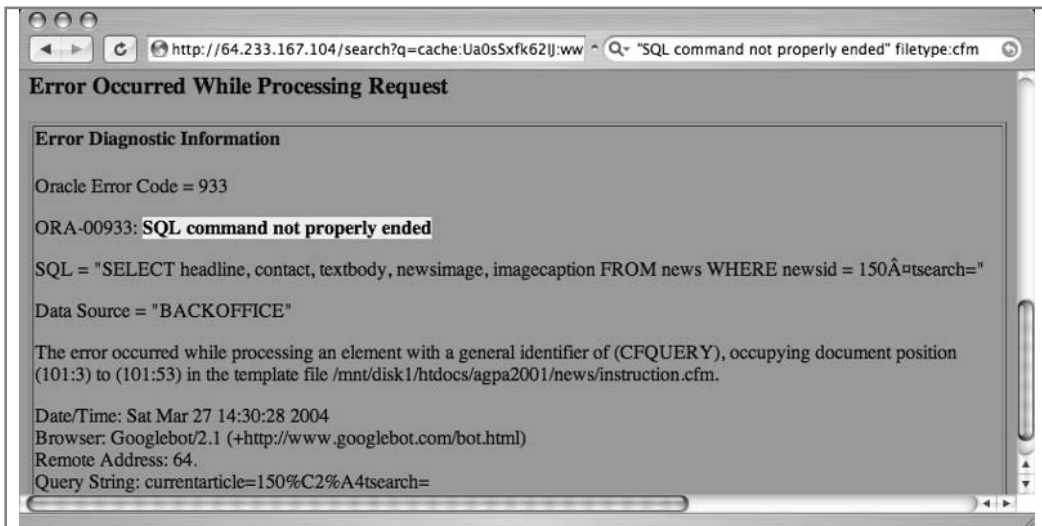 http://64.233.167.104/search?q=cache:Ua0sSxfk62IJ:ww
"SQL command not properly ended" filetype:cfm
Error Occurred While Processing Request
Error Diagnostic Information
Oracle Error Code = 933
ORA-00933: SQL command not properly ended
SQL = "SELECT headline, contact, textbody, newsimage, imagecaption FROM news WHERE newsid = 150Â¤tsearch="
Data Source = "BACKOFFICE"
The error occurred while processing an element with a general identifier of (CFQUERY), occupying document position
(101:3) to (101:53) in the template file /mnt/disk1/htdocs/agpa2001/news/instruction.cfm.
Date/Time: Sat Mar 27 14:30:28 2004
Browser: Googlebot/2.1 (+http://www.googlebot.com/bot.html)
Remote Address: 64.
Query String: currentarticle=150%C2%A4tsearch=